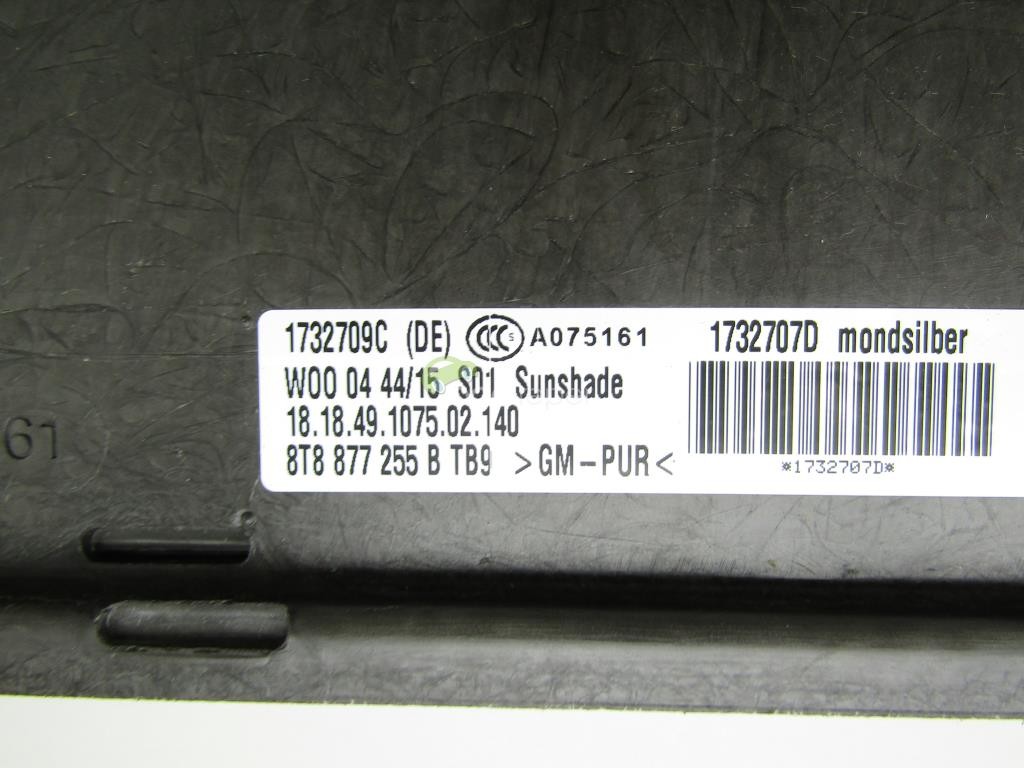 1732709C (DE) CCC S A075161 1732707D mondsilber
W00 04 44/15 S01 Sunshade
18.18.49.1075.02.140
8T8 877 255 B TB9 >GM-PUR<
*1732707D*
61